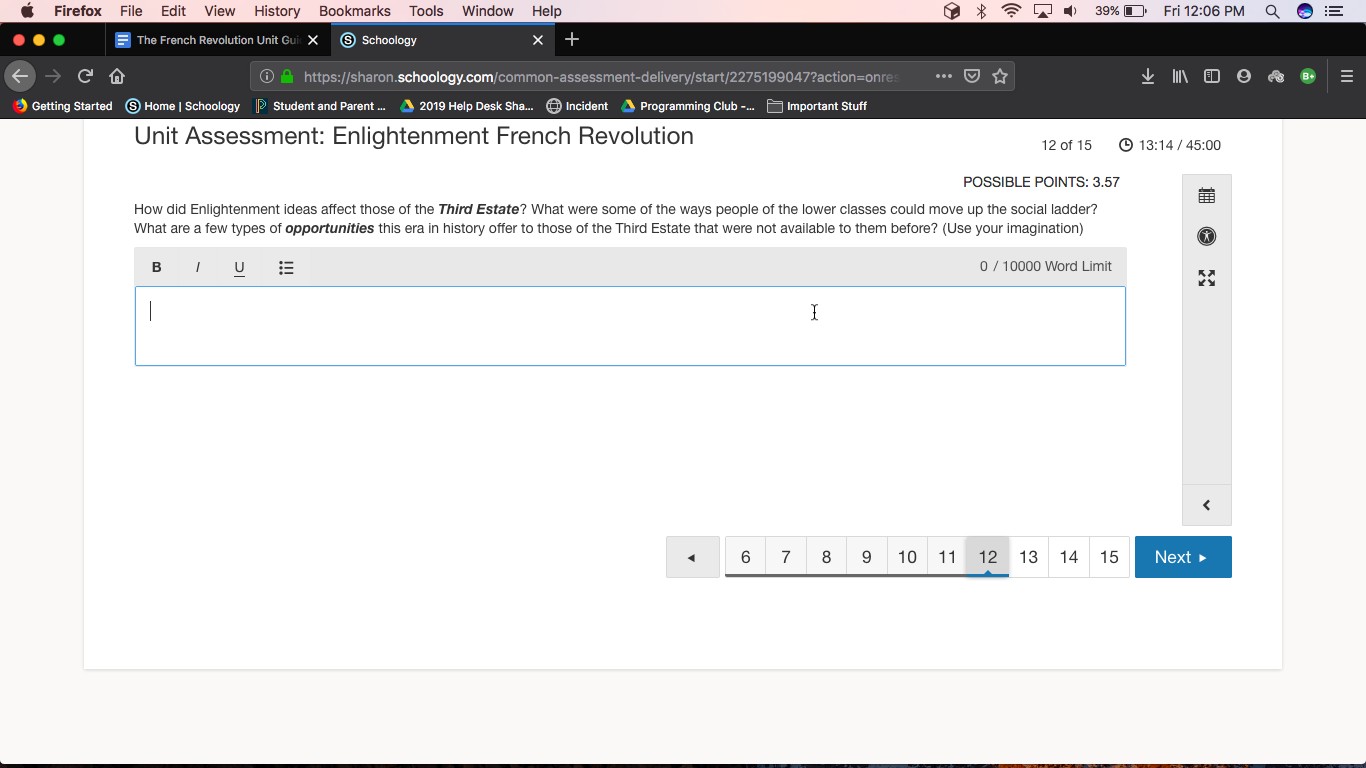 Firefox File Edit View History Bookmarks Tools Window Help 39% Fri 12:06 PM
The French Revolution Unit Gui Schoology
https://sharon.schoology.com/common-assessment-delivery/start/2275199047?action=onres
Getting Started Home | Schoology Student and Parent ... 2019 Help Desk Sha... Incident Programming Club -... Important Stuff
Unit Assessment: Enlightenment French Revolution
12 of 15 13:14 / 45:00
POSSIBLE POINTS: 3.57
How did Enlightenment ideas affect those of the Third Estate? What were some of the ways people of the lower classes could move up the social ladder?
What are a few types of opportunities this era in history offer to those of the Third Estate that were not available to them before? (Use your imagination)
B I U 0 / 10000 Word Limit
6 7 8 9 10 11 12 13 14 15 Next